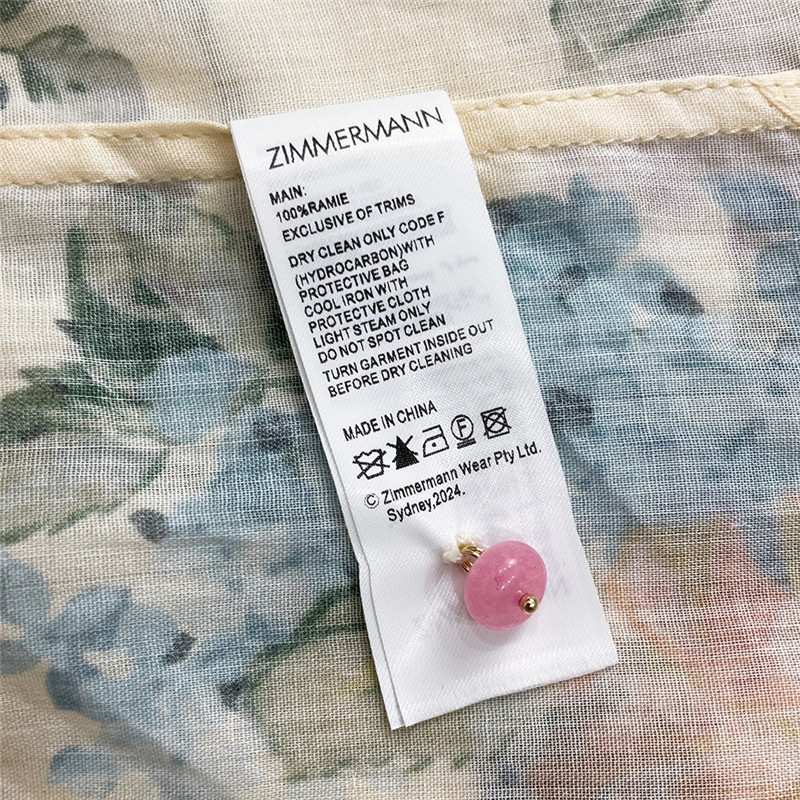 ZIMMERMANN
MAIN:
100%RAMIE
EXCLUSIVE OF TRIMS
DRY CLEAN ONLY CODE F
(HYDROCARBON)WITH
PROTECTIVE BAG
COOL IRON WITH
PROTECTVE CLOTH
LIGHT STEAM ONLY
DO NOT SPOT CLEAN
TURN GARMENT INSIDE OUT
BEFORE DRY CLEANING
MADE IN CHINA
F
© Zimmermann Wear Pty Ltd.
Sydney,2024.